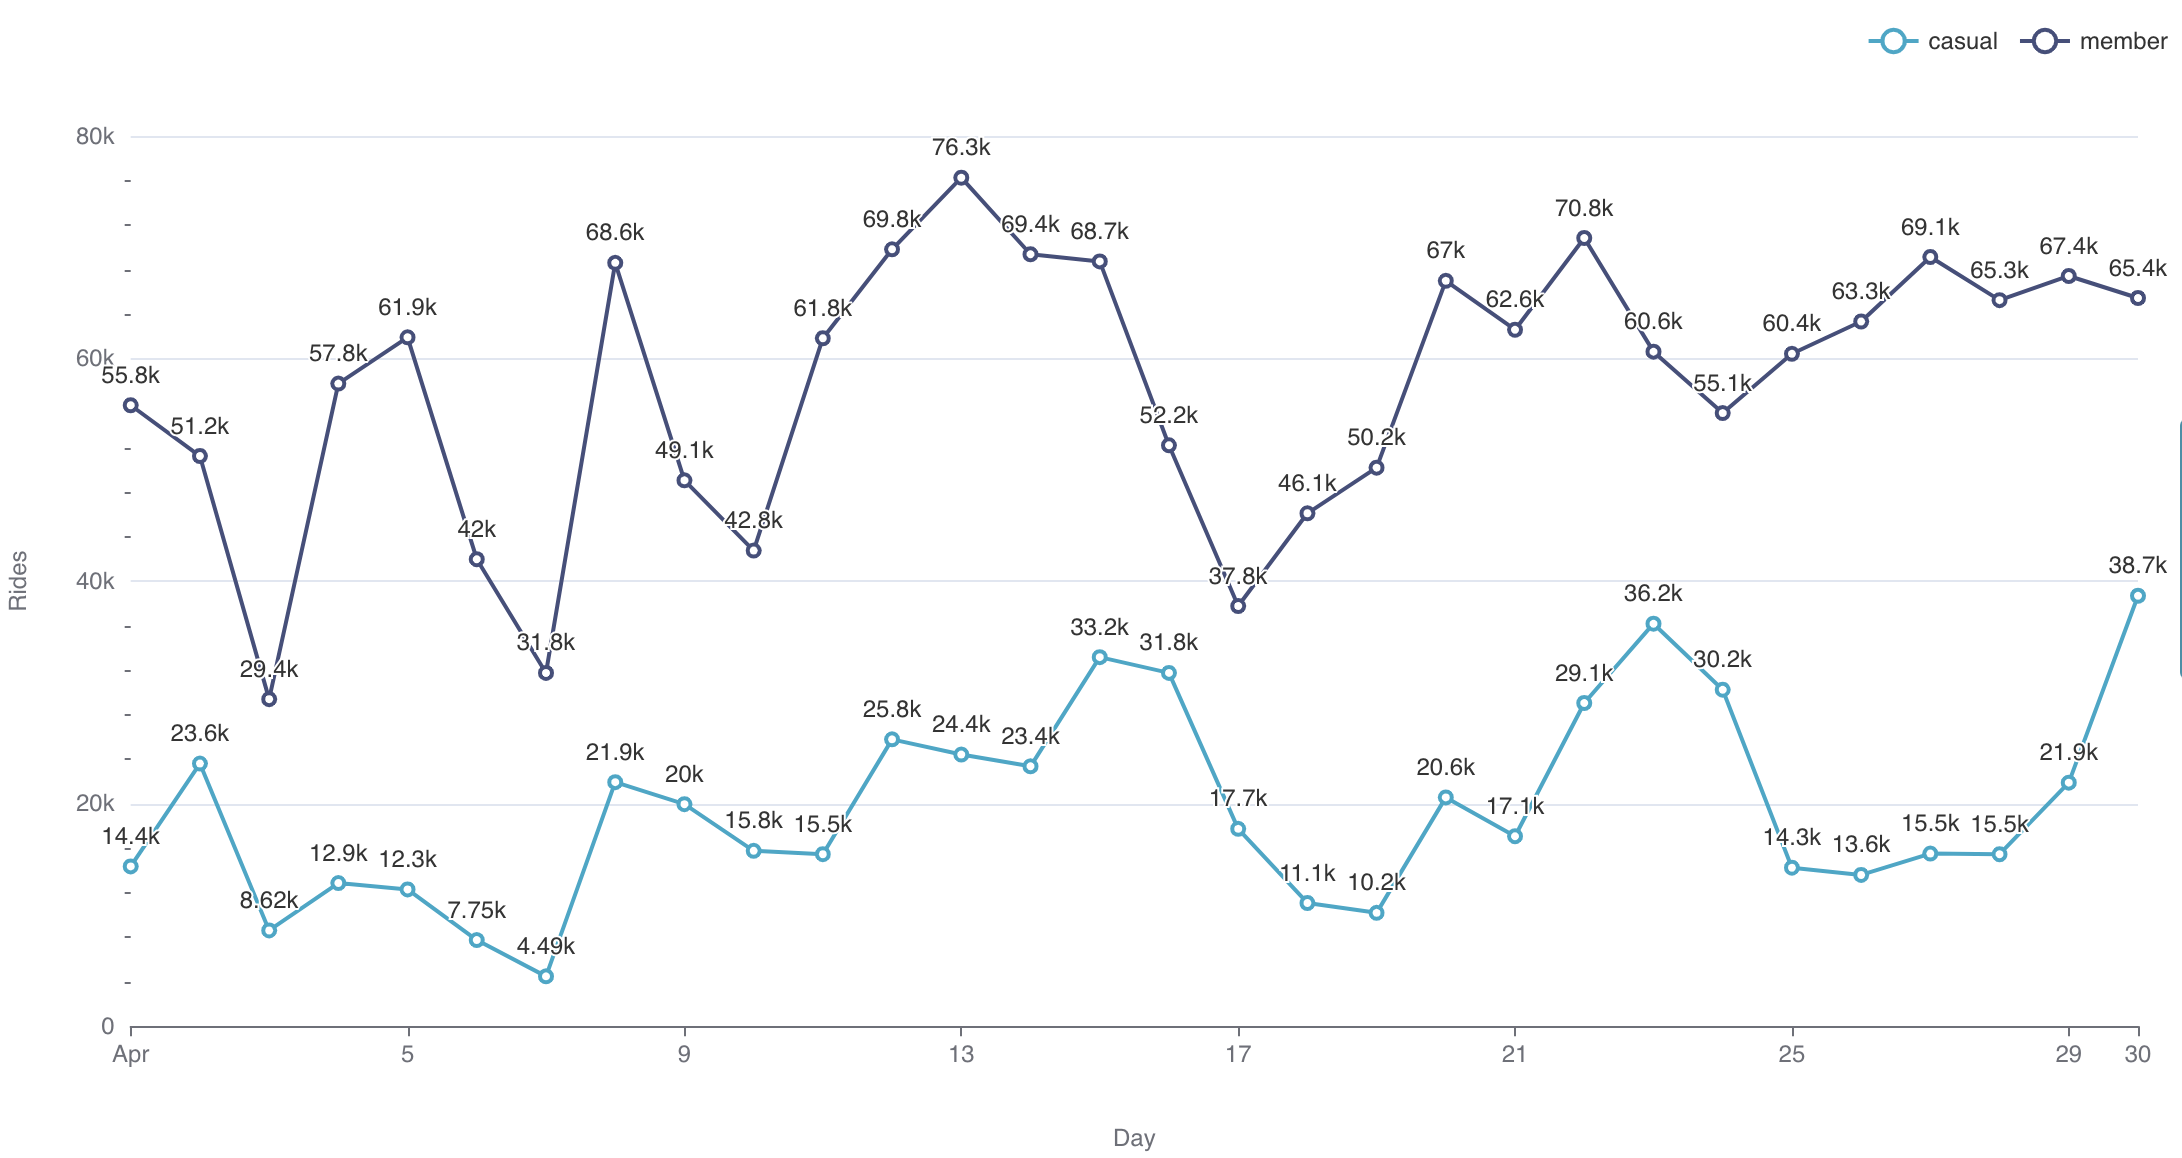 casual member
80k
60k
40k
20k
0
Rides
55.8k
51.2k
29.4k
57.8k
61.9k
42k
31.8k
68.6k
49.1k
42.8k
61.8k
69.8k
76.3k
69.4k
68.7k
52.2k
37.8k
46.1k
50.2k
67k
62.6k
70.8k
60.6k
55.1k
60.4k
63.3k
69.1k
65.3k
67.4k
65.4k
14.4k
23.6k
8.62k
12.9k
12.3k
7.75k
4.49k
21.9k
20k
15.8k
15.5k
25.8k
24.4k
23.4k
33.2k
31.8k
17.7k
11.1k
10.2k
20.6k
17.1k
29.1k
36.2k
30.2k
14.3k
13.6k
15.5k
15.5k
21.9k
38.7k
Apr 5 9 13 17 21 25 29 30
Day